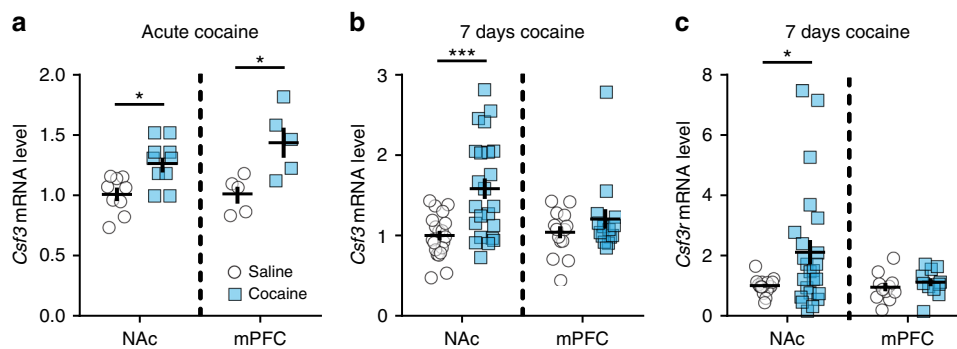 a
Acute cocaine
Csf3 mRNA level
2.0
1.5
1.0
0.5
0
*
*
Saline
Cocaine
NAc
mPFC
b
7 days cocaine
Csf3 mRNA level
3
2
1
0
***
NAc
mPFC
c
7 days cocaine
Csf3r mRNA level
8
6
4
2
0
*
NAc
mPFC